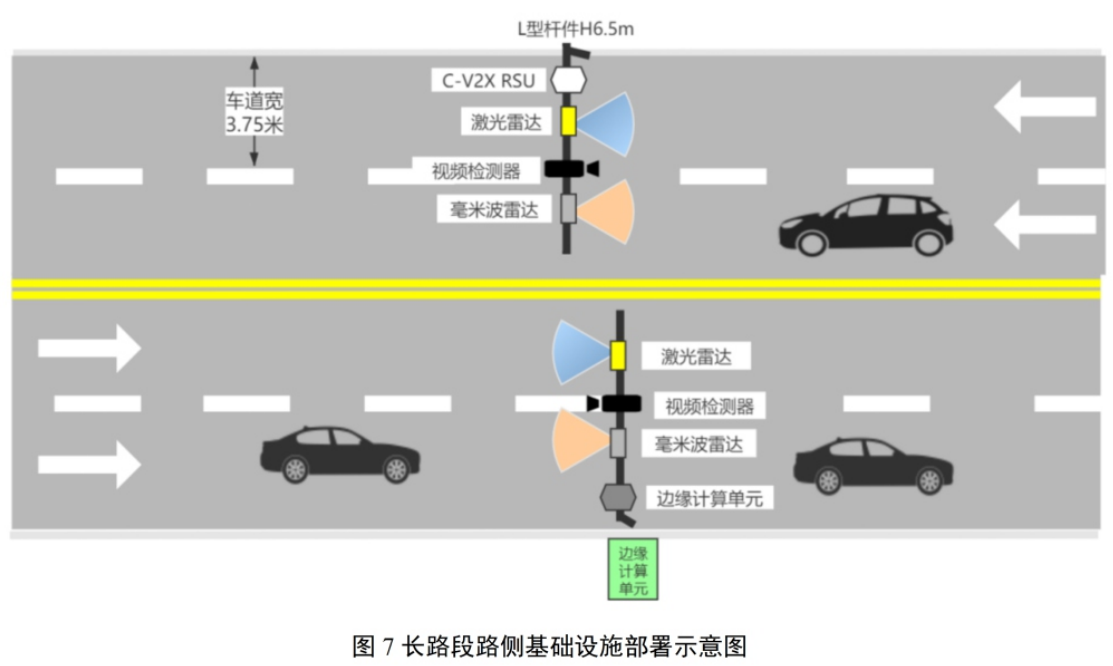 L型杆件H6.5m
C-V2X RSU
车道宽
3.75米
激光雷达
视频检测器
毫米波雷达
激光雷达
视频检测器
毫米波雷达
边缘计算单元
边缘
计算
单元
图 7 长路段路侧基础设施部署示意图